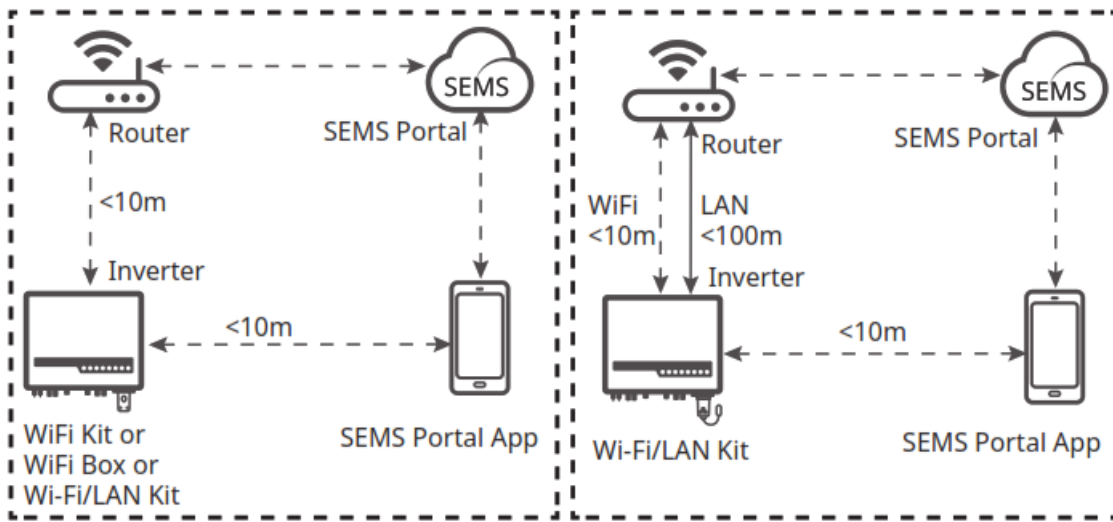 SEMS
Router
SEMS Portal
<10m
Inverter
<10m
WiFi Kit or
WiFi Box or
Wi-Fi/LAN Kit
SEMS Portal App
SEMS
Router
SEMS Portal
WiFi
<10m
LAN
<100m
Inverter
<10m
Wi-Fi/LAN Kit
SEMS Portal App